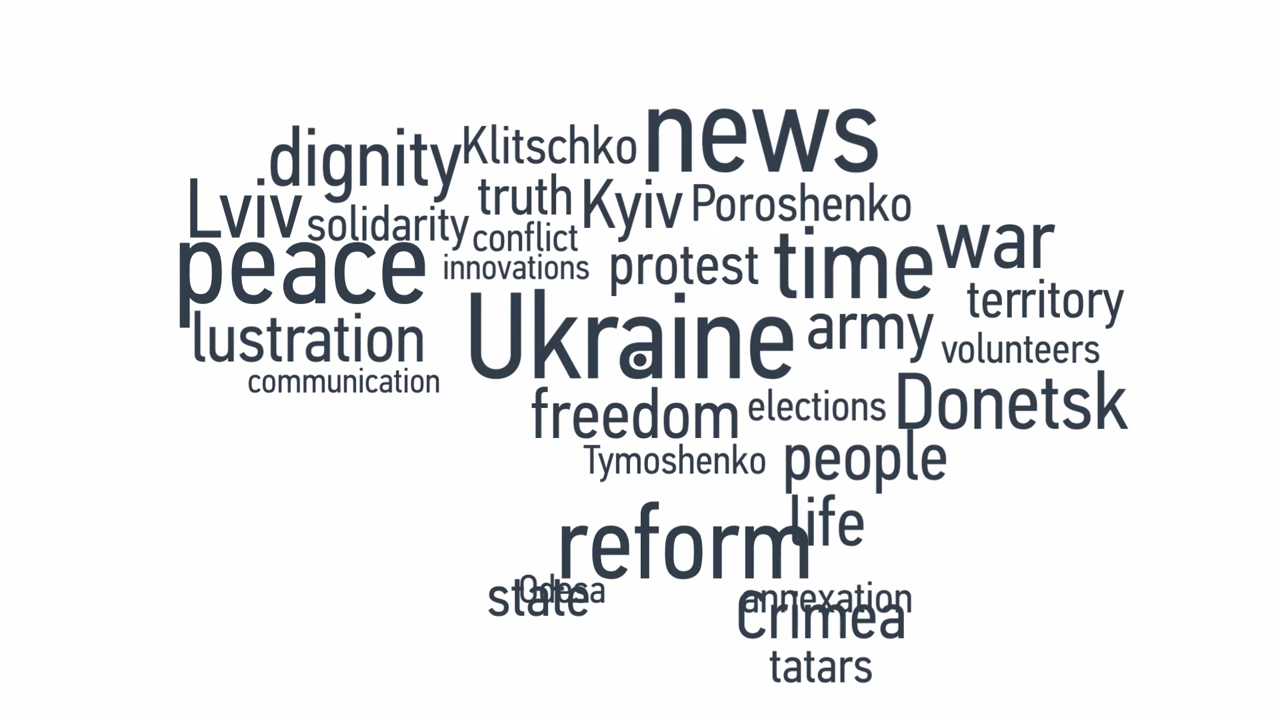 news
dignity Klitschko
Lviv truth Kyiv Poroshenko
solidarity conflict war
peace innovations protest time
territory
lustration Ukraine army volunteers
communication
freedom elections Donetsk
Tymoshenko people
life
reform
state Odesa annexation
Crimea
tatars